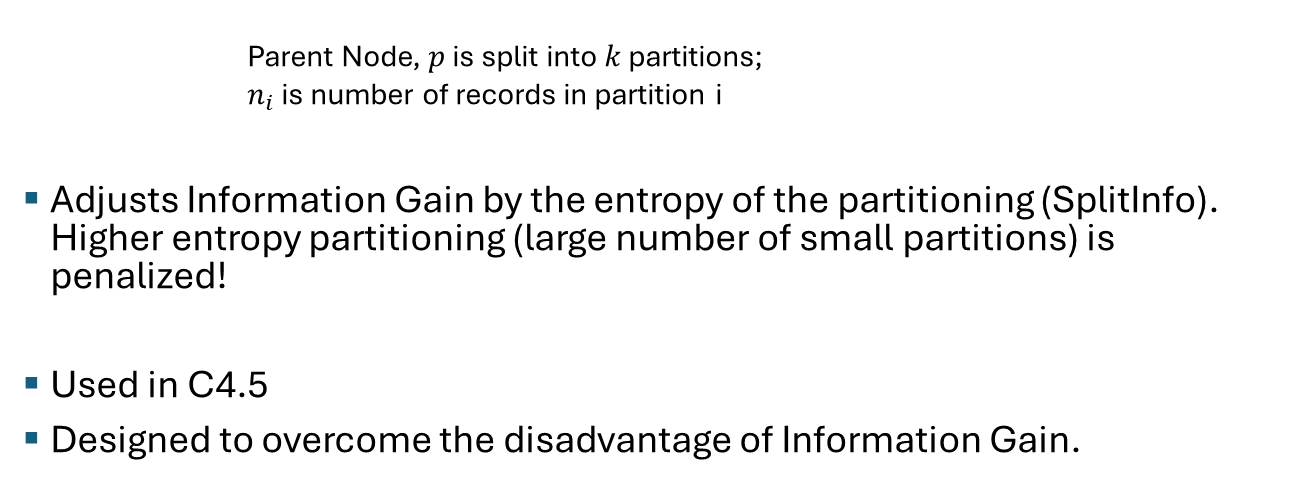 Parent Node, p is split into k partitions;
nᵢ is number of records in partition i
▪ Adjusts Information Gain by the entropy of the partitioning (SplitInfo).
Higher entropy partitioning (large number of small partitions) is
penalized!
▪ Used in C4.5
▪ Designed to overcome the disadvantage of Information Gain.